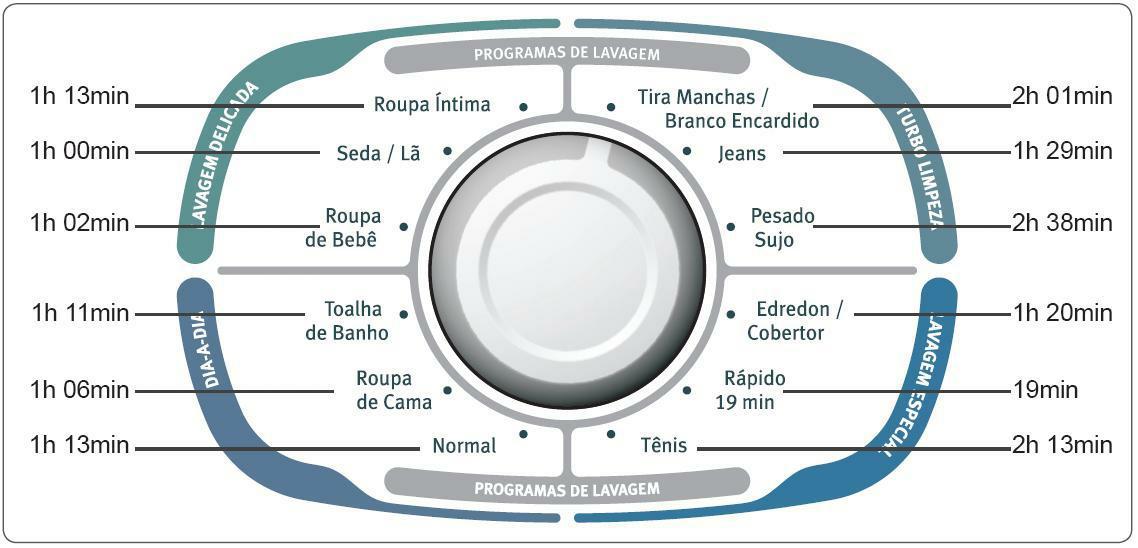 PROGRAMAS DE LAVAGEM
LAVAGEM DELICADA
1h 13min
Roupa Íntima
1h 00min
Seda / Lã
1h 02min
Roupa
de Bebê
TURBO LIMPEZA
Tira Manchas /
Branco Encardido
2h 01min
Jeans
1h 29min
Pesado
Sujo
2h 38min
DIA-A-DIA
1h 11min
Toalha
de Banho
1h 06min
Roupa
de Cama
1h 13min
Normal
LAVAGEM ESPECIAL
Edredon /
Cobertor
1h 20min
Rápido
19 min
19min
Tênis
2h 13min
PROGRAMAS DE LAVAGEM